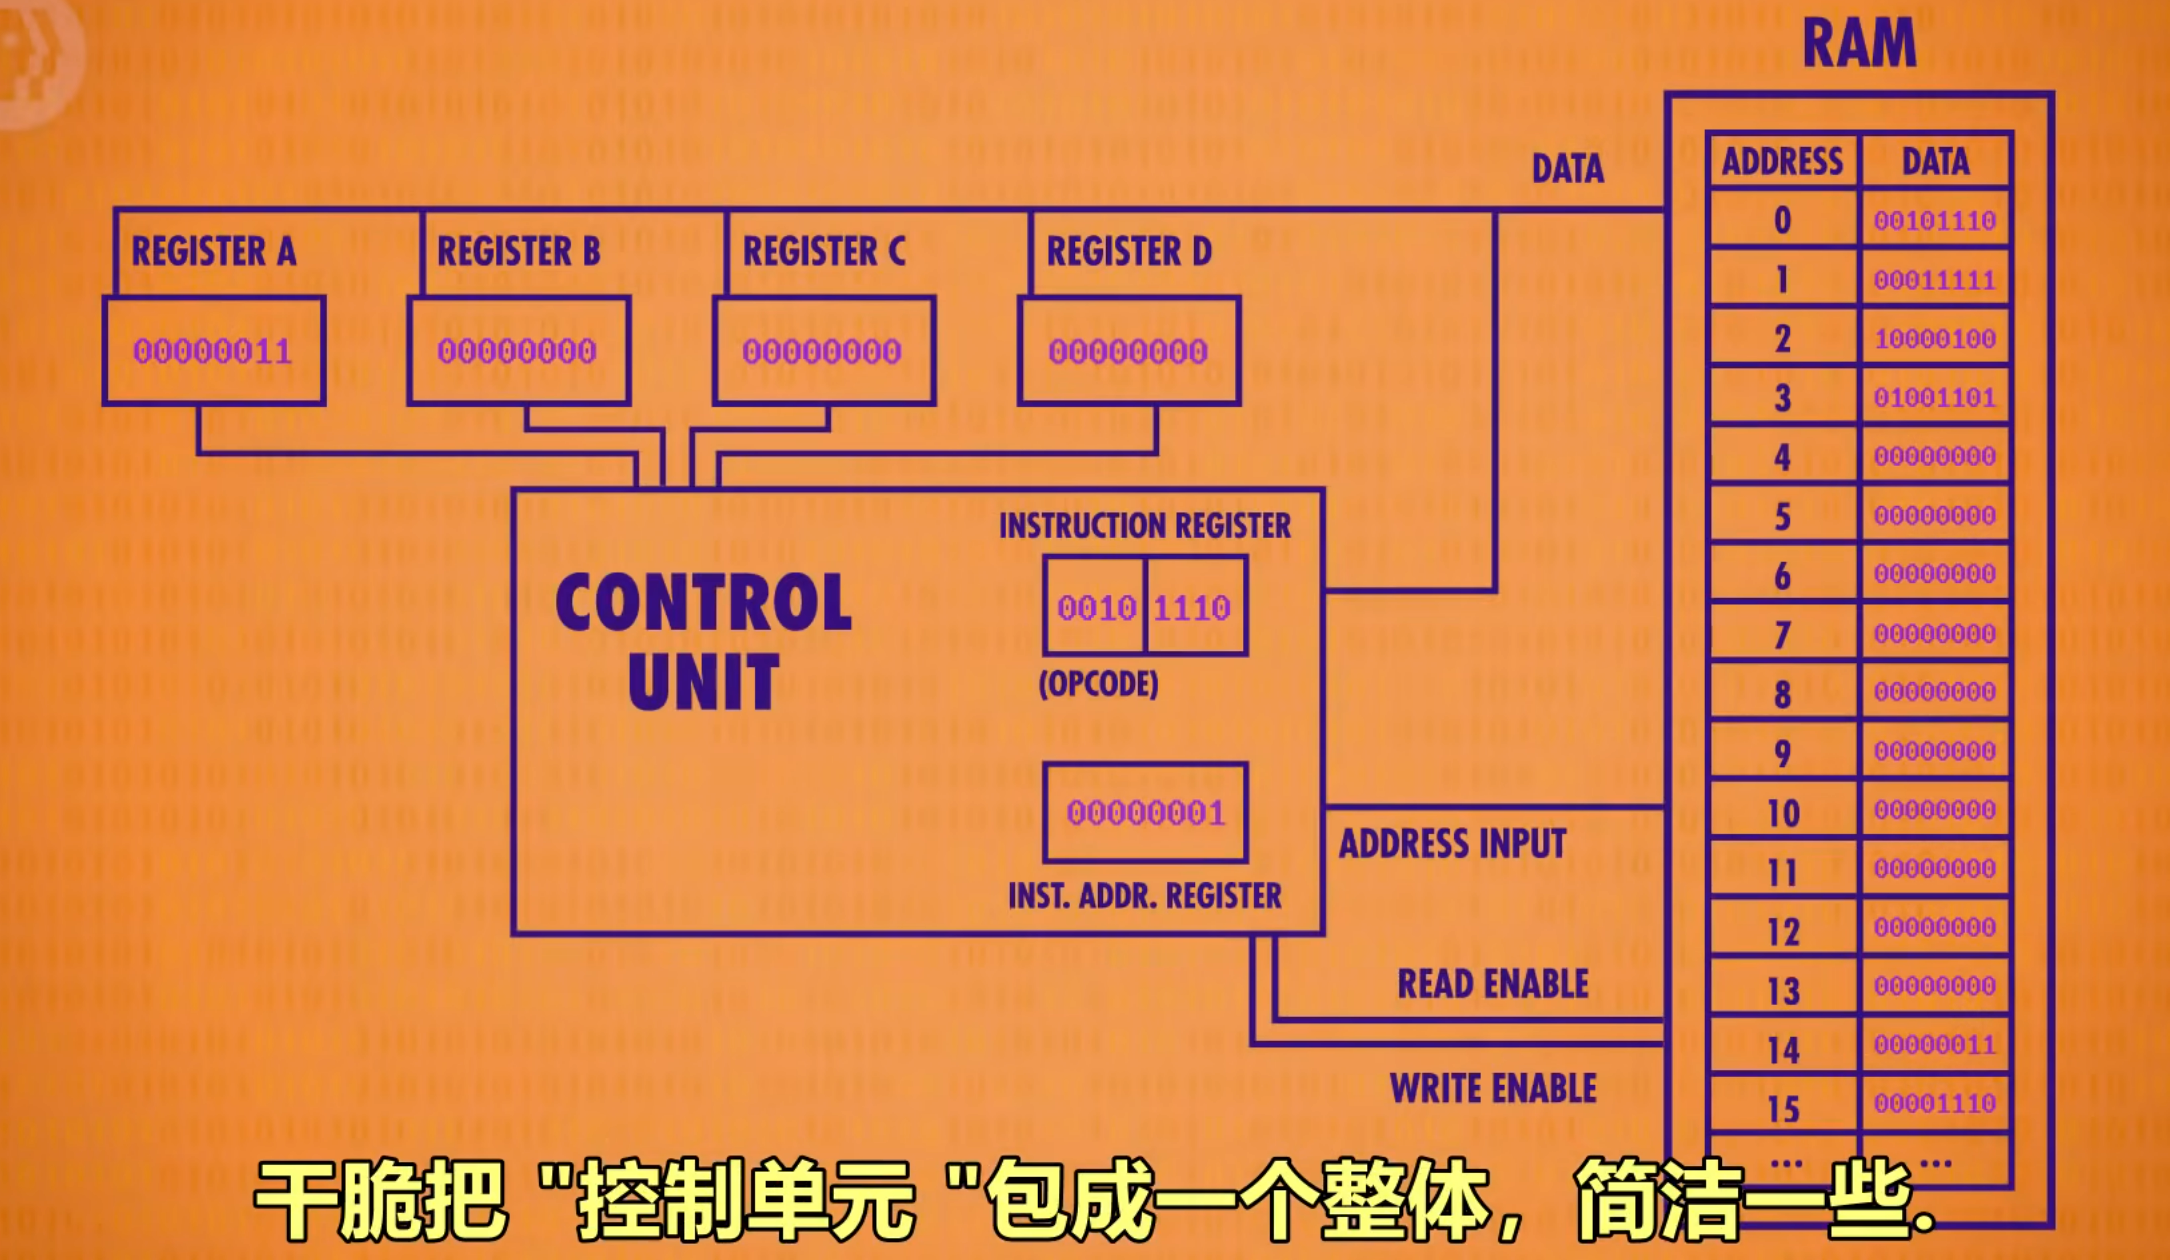 RAM
DATA
ADDRESS DATA
0 00101110
1 00011111
2 10000100
3 01001101
4 00000000
5 00000000
6 00000000
7 00000000
8 00000000
9 00000000
10 00000000
11 00000000
12 00000000
13 00000000
14 00000011
15 00001110
... ...
REGISTER A
00000011
REGISTER B
00000000
REGISTER C
00000000
REGISTER D
00000000
CONTROL
UNIT
INSTRUCTION REGISTER
0010 1110
(OPCODE)
00000001
INST. ADDR. REGISTER
ADDRESS INPUT
READ ENABLE
WRITE ENABLE
干脆把 "控制单元 "包成一个整体，简洁一些.